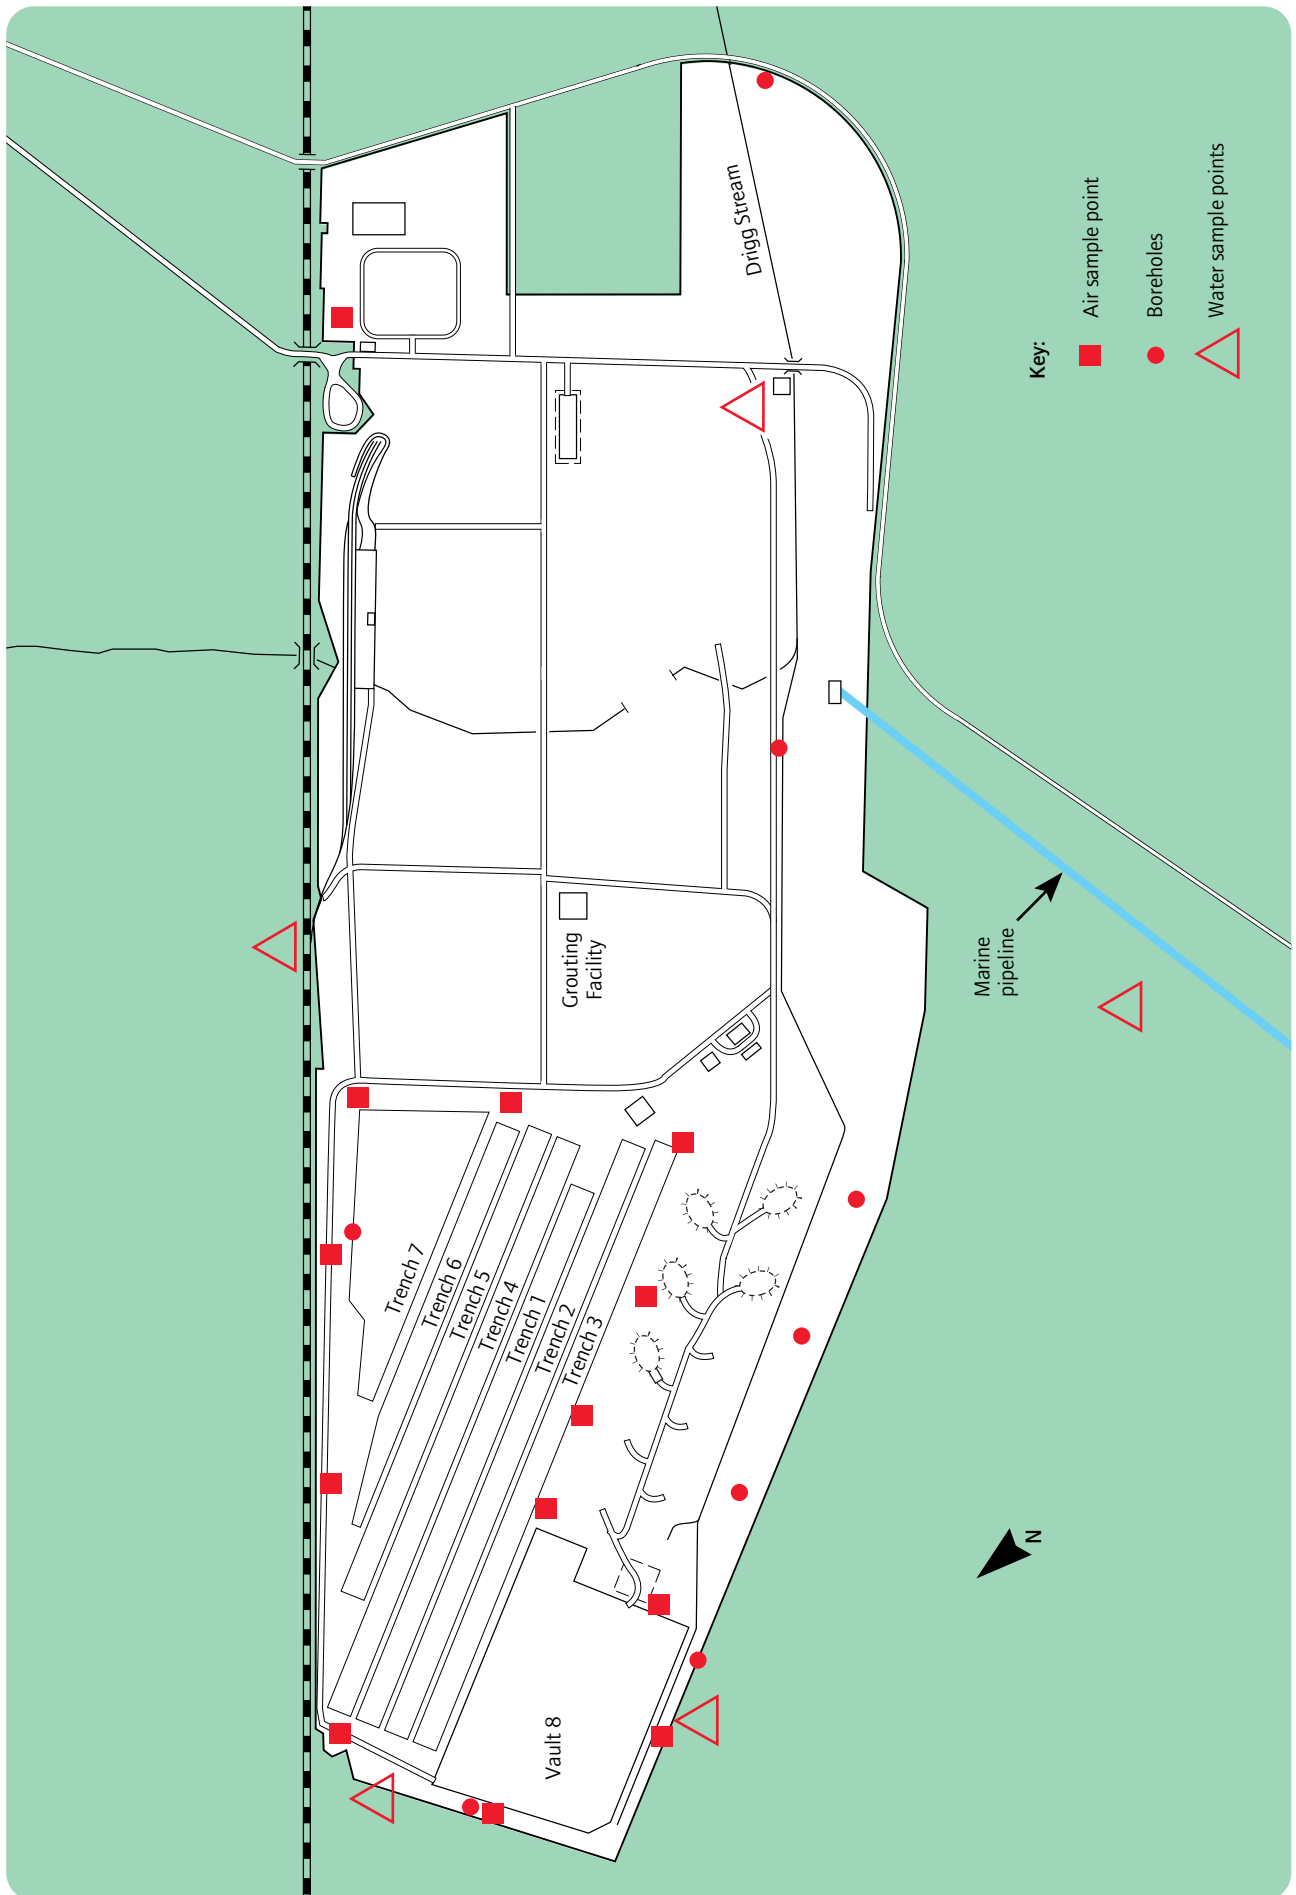 Drigg Stream
Key:
Air sample point
Boreholes
Water sample points
Grouting
Facility
Marine
pipeline
Trench 7
Trench 6
Trench 5
Trench 4
Trench 1
Trench 2
Trench 3
Vault 8
N